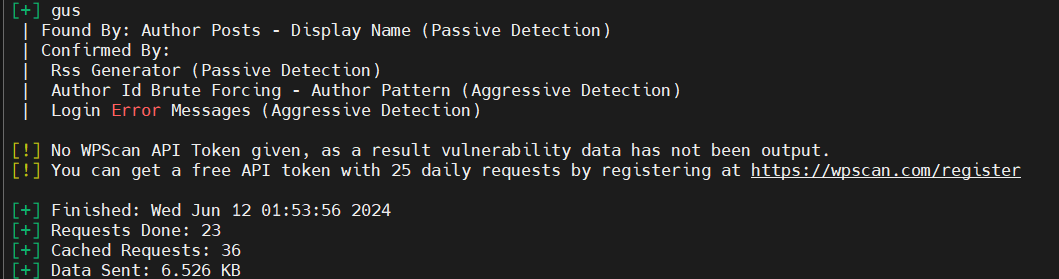 [+] gus
| Found By: Author Posts - Display Name (Passive Detection)
| Confirmed By:
|  Rss Generator (Passive Detection)
|  Author Id Brute Forcing - Author Pattern (Aggressive Detection)
|  Login Error Messages (Aggressive Detection)
[!] No WPScan API Token given, as a result vulnerability data has not been output.
[!] You can get a free API token with 25 daily requests by registering at https://wpscan.com/register
[+] Finished: Wed Jun 12 01:53:56 2024
[+] Requests Done: 23
[+] Cached Requests: 36
[+] Data Sent: 6.526 KB